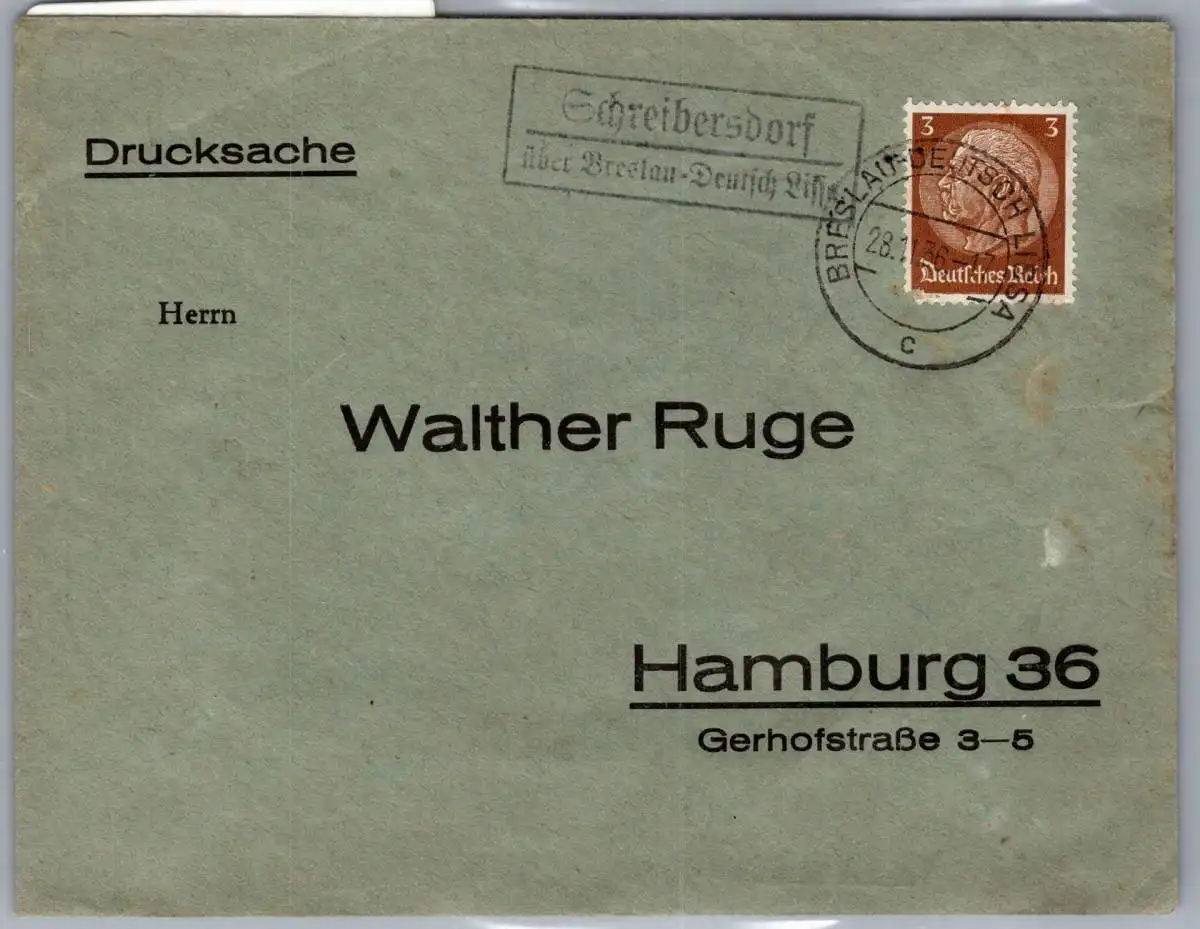 Drucksache
Schreibersdorf
über Breslau-Deutsch Lissa
3 3
Deutsches Reich
BRESLAU-DEUTSCH LISSA
28.11.36
c
Herrn
Walther Ruge
Hamburg 36
Gerhofstraße 3—5